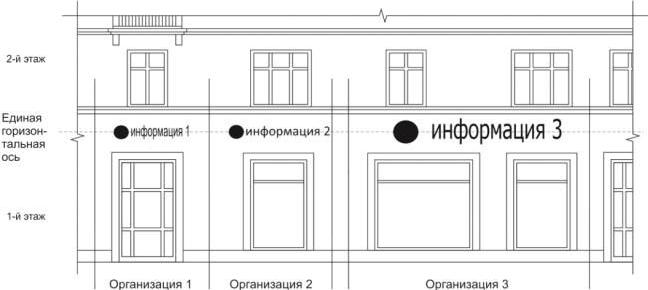 2-й этаж
Единая
горизон-
тальная
ось
информация 1
информация 2
информация 3
1-й этаж
Организация 1
Организация 2
Организация 3